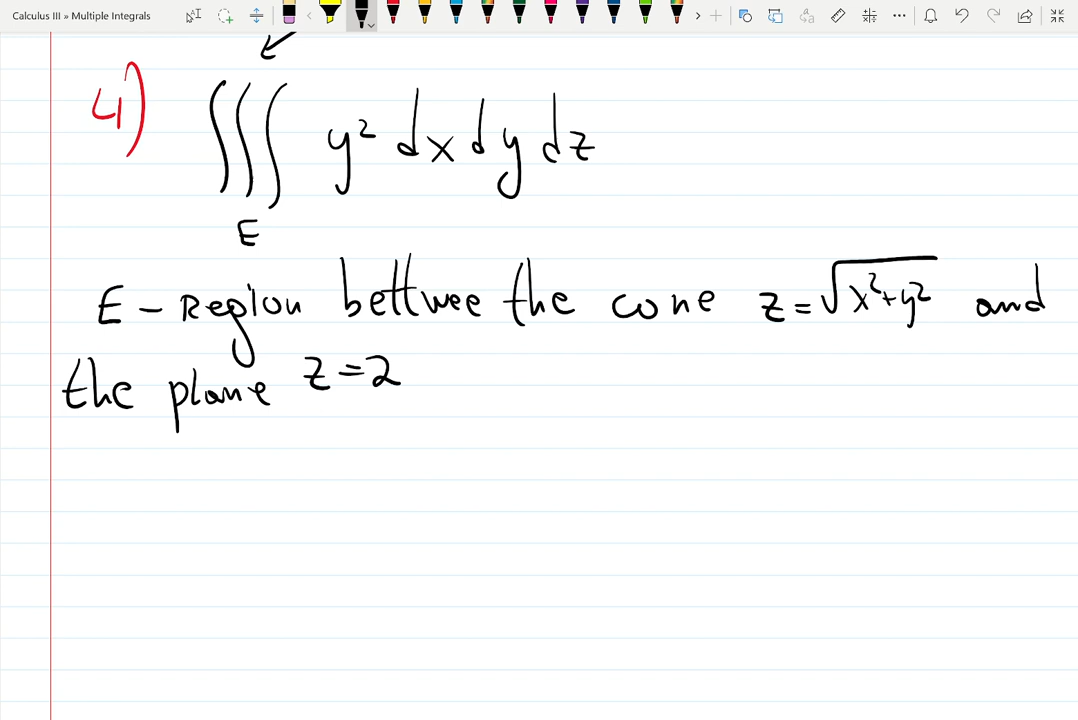 Calculus III » Multiple Integrals
4) ∭ y² dx dy dz
E
E – Region bettwee the cone z = √x²+y² and
the plane z = 2